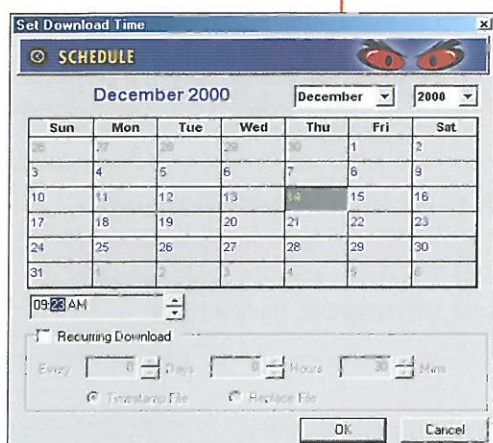 Set Download Time
SCHEDULE
December 2000 December 2000
Sun Mon Tue Wed Thu Fri Sat
26 27 28 29 30 1 2
3 4 5 6 7 8 9
10 11 12 13 14 15 16
17 18 19 20 21 22 23
24 25 26 27 28 29 30
31 1 2 3 4 5 6
09:23 AM
Recurring Download
Every 0 Days 0 Hours 30 Mins
Timestamp File Replace File
OK Cancel